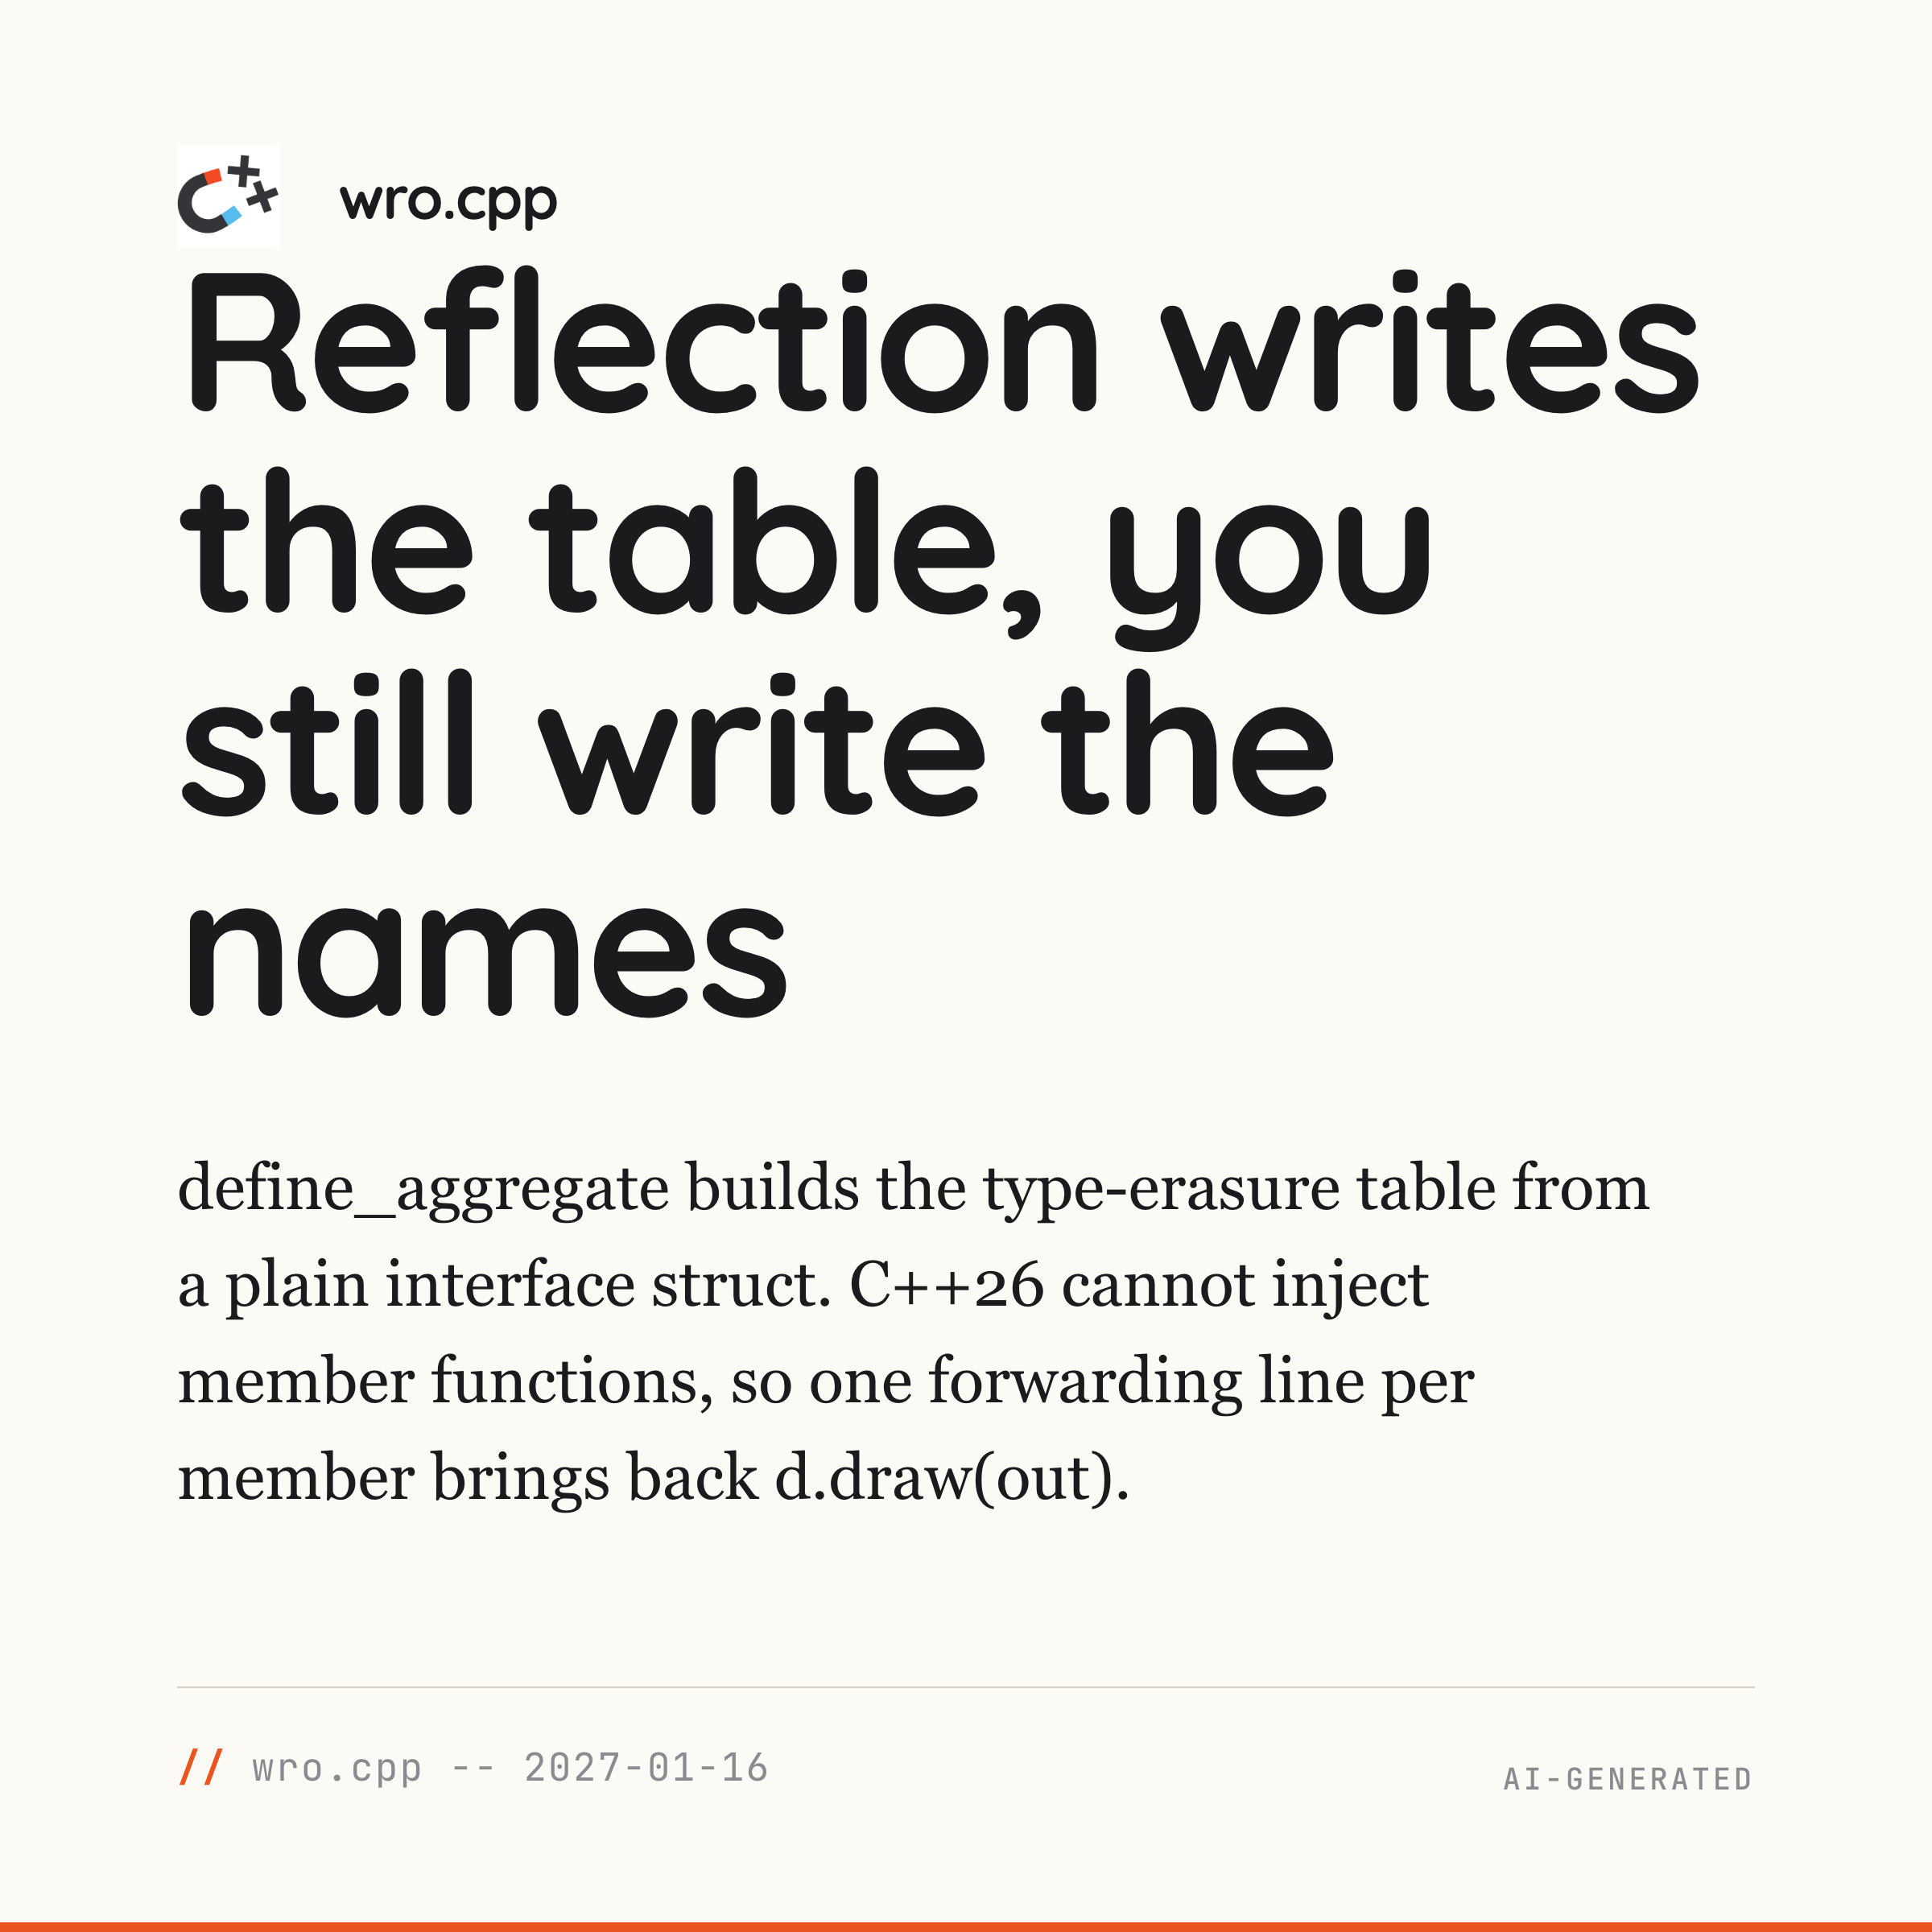 wro.cpp
Reflection writes
the table, you
still write the
names
define_aggregate builds the type-erasure table from
a plain interface struct. C++26 cannot inject
member functions, so one forwarding line per
member brings back d.draw(out).
// wro.cpp -- 2027-01-16
AI-GENERATED